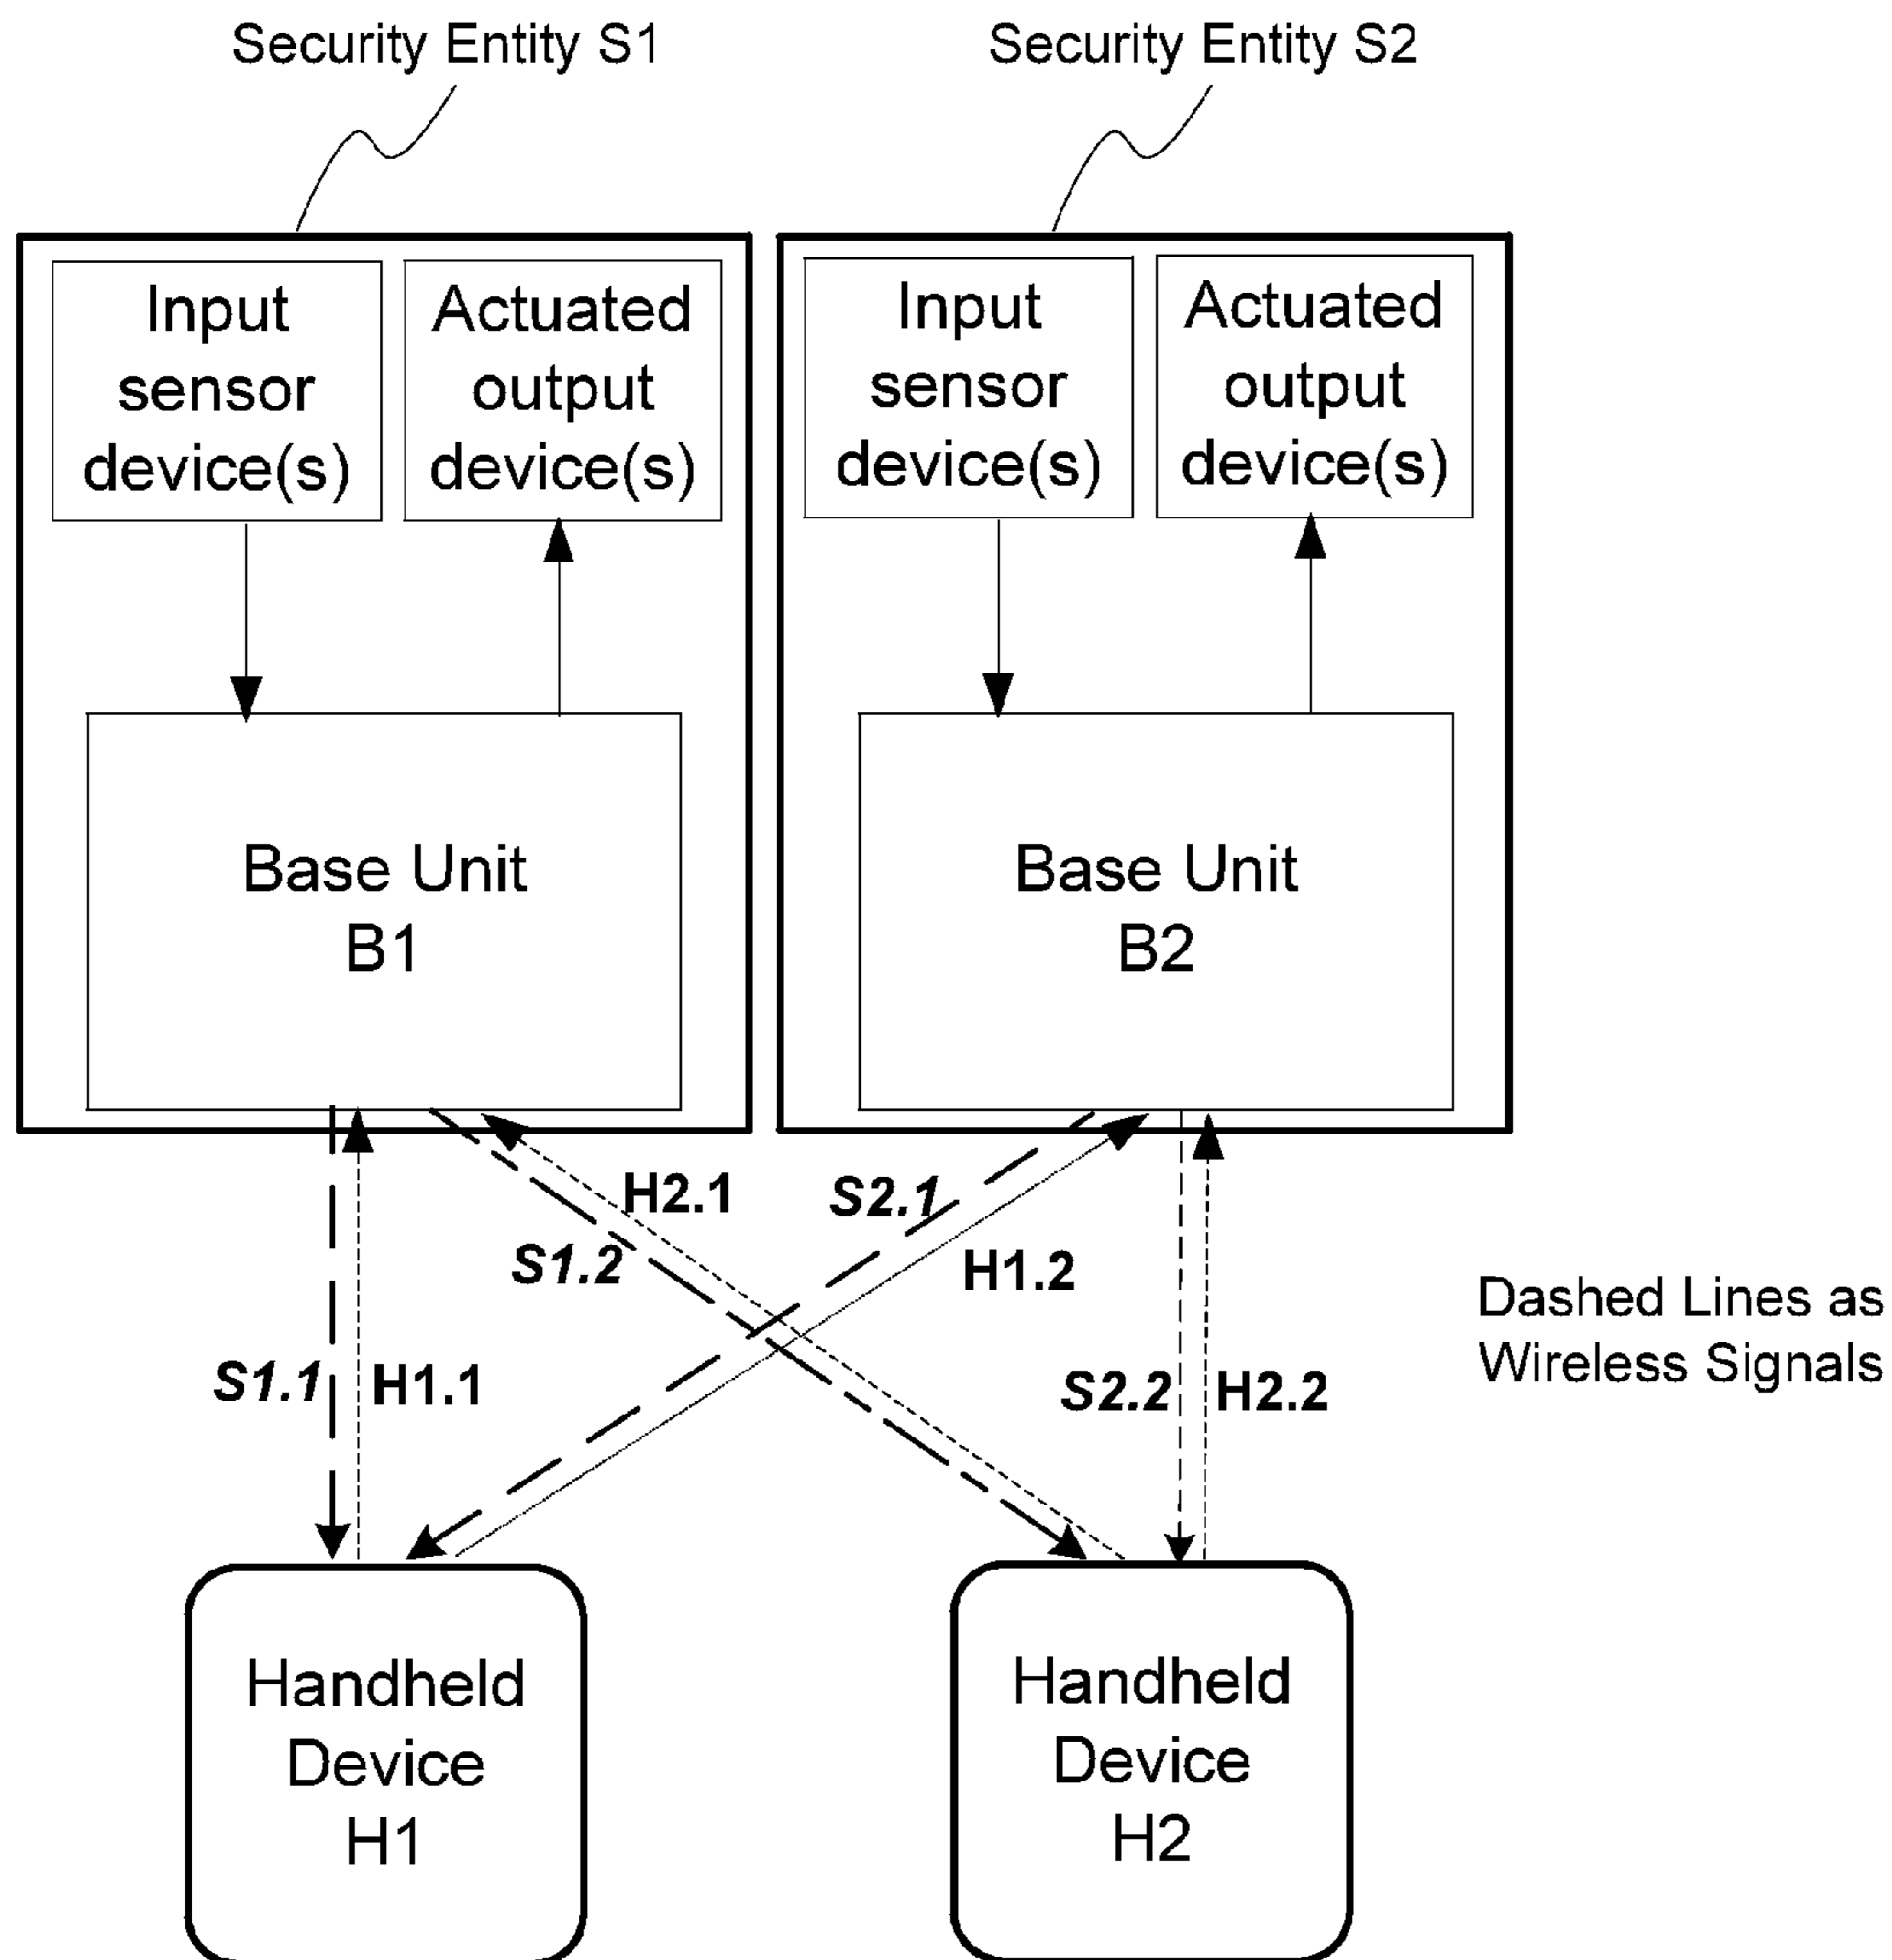 Security Entity S1
Security Entity S2
Input
sensor
device(s)
Actuated
output
device(s)
Input
sensor
device(s)
Actuated
output
device(s)
Base Unit
B1
Base Unit
B2
H2.1
S2.1
S1.2
H1.2
S1.1
H1.1
S2.2
H2.2
Dashed Lines as
Wireless Signals
Handheld
Device
H1
Handheld
Device
H2